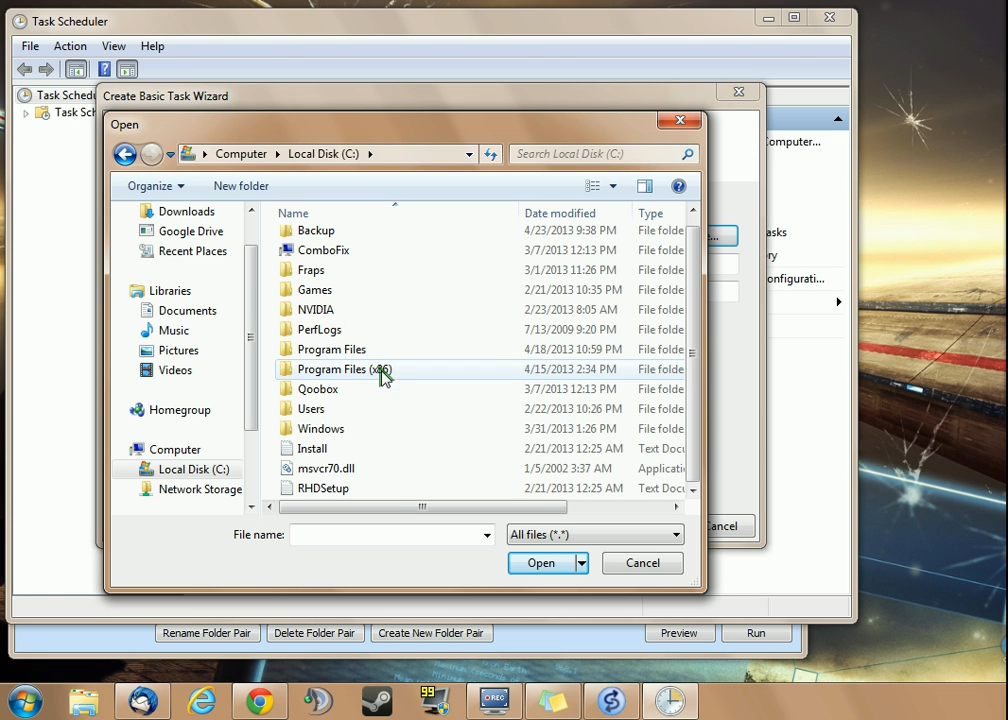 Task Scheduler
File Action View Help
Task Schedu
Task Sch
Create Basic Task Wizard
Open
Computer Local Disk (C:)
Search Local Disk (C:)
Organize New folder
Downloads
Google Drive
Recent Places
Libraries
Documents
Music
Pictures
Videos
Homegroup
Computer
Local Disk (C:)
Network Storage
Name Date modified Type
Backup 4/23/2013 9:38 PM File folde
ComboFix 3/7/2013 12:13 PM File folde
Fraps 3/1/2013 11:26 PM File folde
Games 2/21/2013 10:35 PM File folde
NVIDIA 2/23/2013 8:05 AM File folde
PerfLogs 7/13/2009 9:20 PM File folde
Program Files 4/18/2013 10:59 PM File folde
Program Files (x86) 4/15/2013 2:34 PM File folde
Qoobox 3/7/2013 12:13 PM File folde
Users 2/22/2013 10:26 PM File folde
Windows 3/31/2013 1:26 PM File folde
Install 2/21/2013 12:25 AM Text Docu
msvcr70.dll 1/5/2002 3:37 AM Applicati
RHDSetup 2/21/2013 12:25 AM Text Docu
File name:
All files (*.*)
Open Cancel
omputer...
e...
asks
ry
onfigurati...
Cancel
Rename Folder Pair Delete Folder Pair Create New Folder Pair Preview Run
99
REC